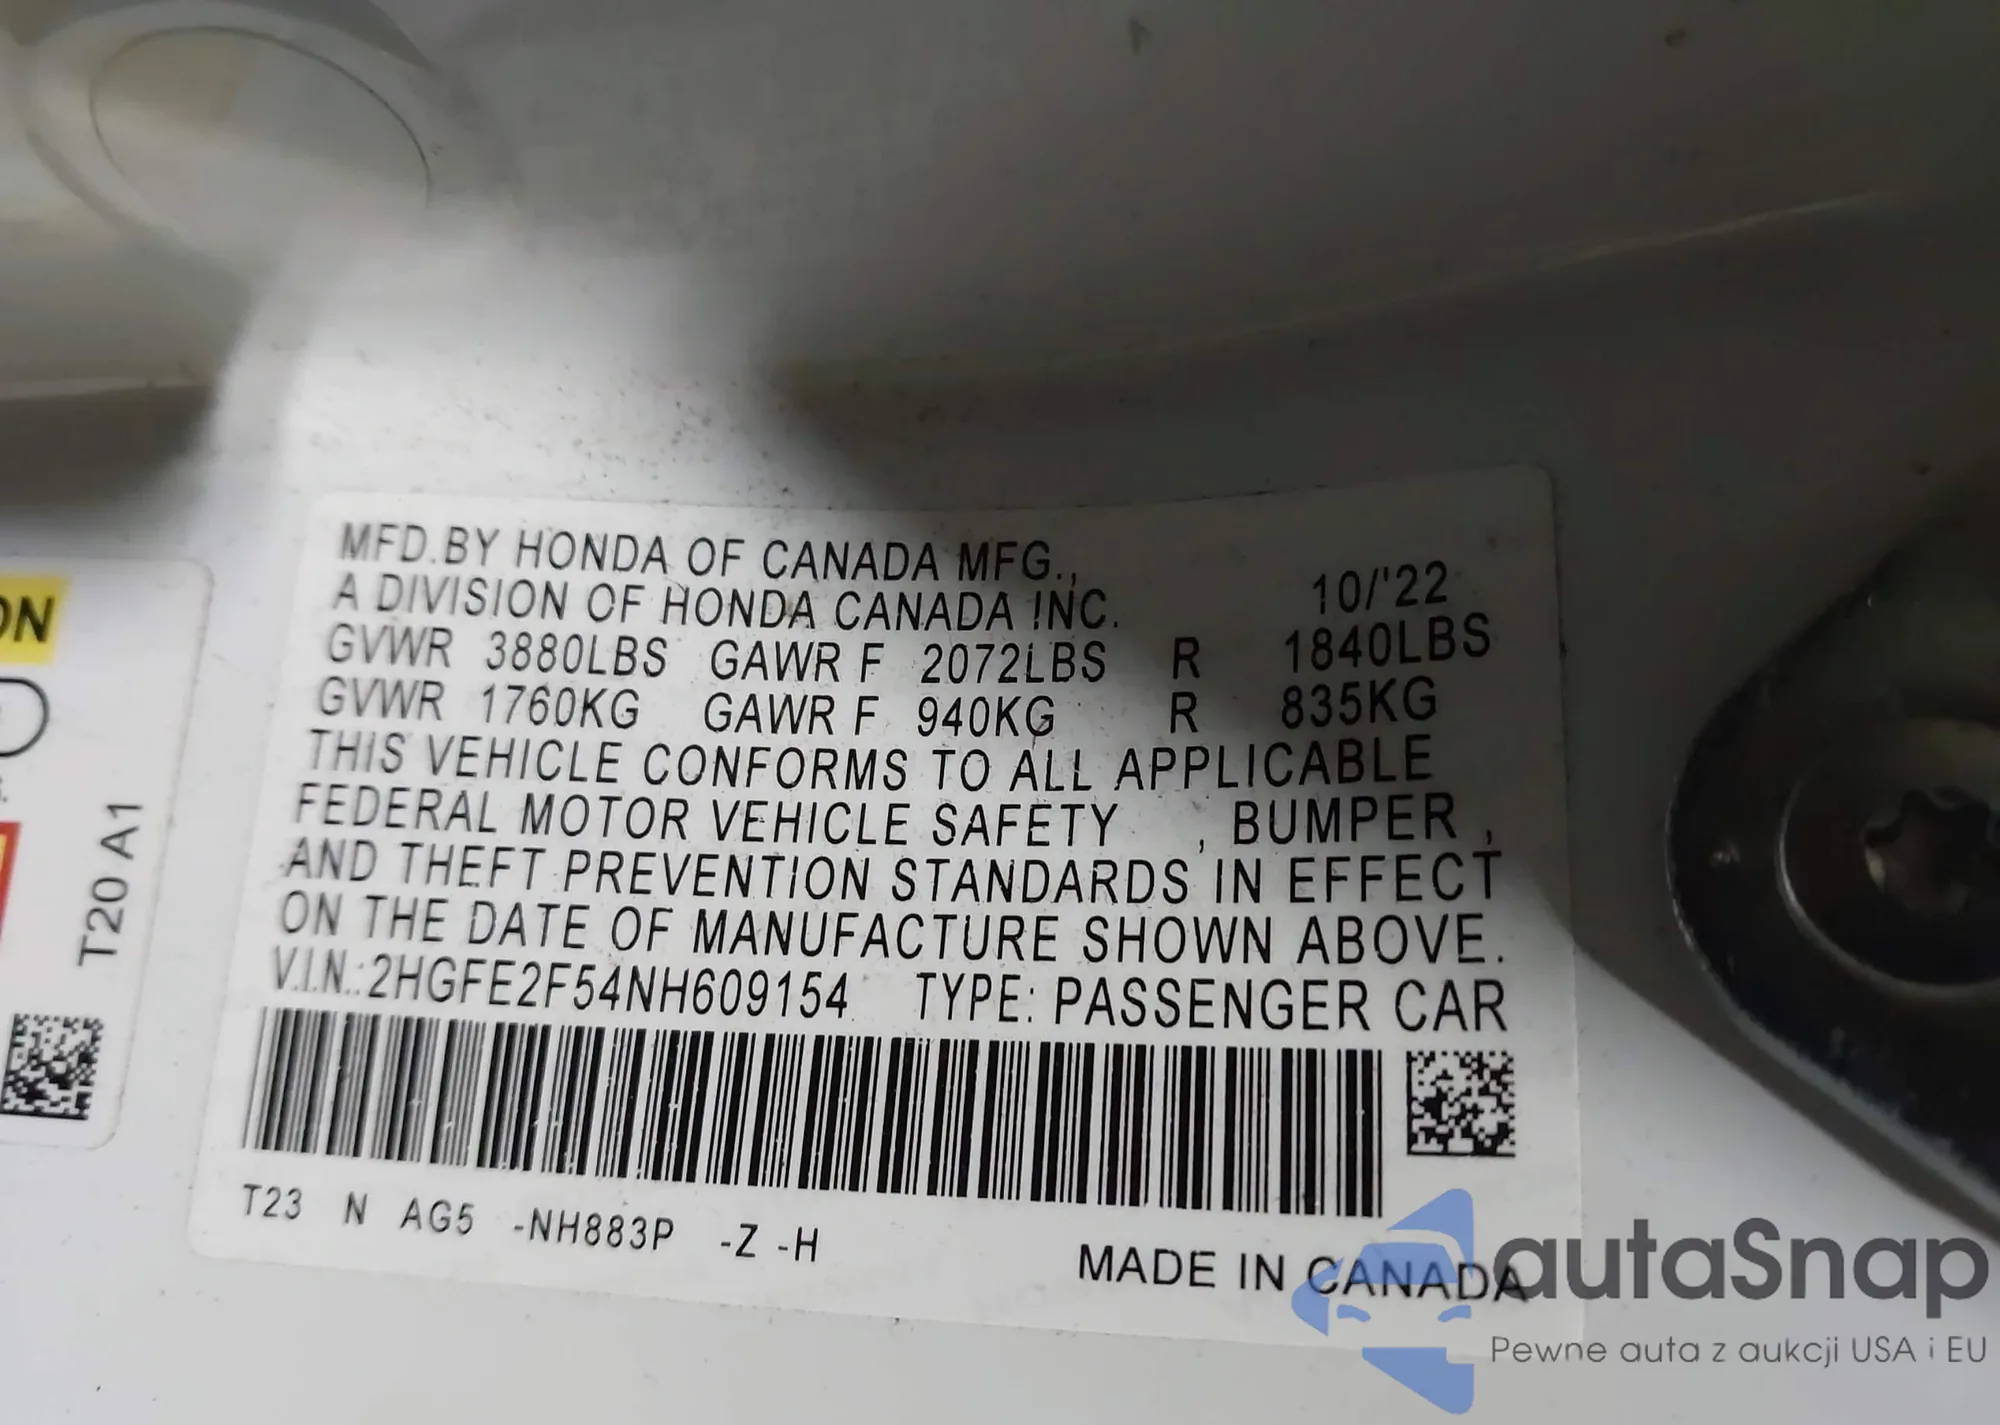 MFD.BY HONDA OF CANADA MFG.,
A DIVISION OF HONDA CANADA INC. 10/'22
GVWR 3880LBS GAWR F 2072LBS R 1840LBS
GVWR 1760KG GAWR F 940KG R 835KG
THIS VEHICLE CONFORMS TO ALL APPLICABLE
FEDERAL MOTOR VEHICLE SAFETY , BUMPER ,
AND THEFT PREVENTION STANDARDS IN EFFECT
ON THE DATE OF MANUFACTURE SHOWN ABOVE.
V.I.N.:2HGFE2F54NH609154 TYPE: PASSENGER CAR
T23 N AG5 -NH883P -Z -H
MADE IN CANADA
T20 A1
autaSnap
Pewne auta z aukcji USA i EU